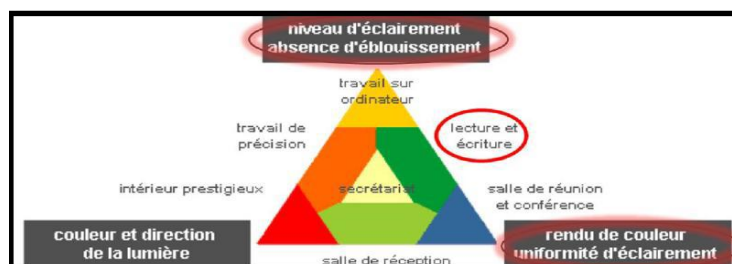 niveau d'éclairement
absence d'éblouissement
travail sur
ordinateur
travail de
précision
lecture et
écriture
intérieur prestigieux
secrétariat
salle de réunion
et conférence
couleur et direction
de la lumière
rendu de couleur
uniformité d'éclairement
salle de réception